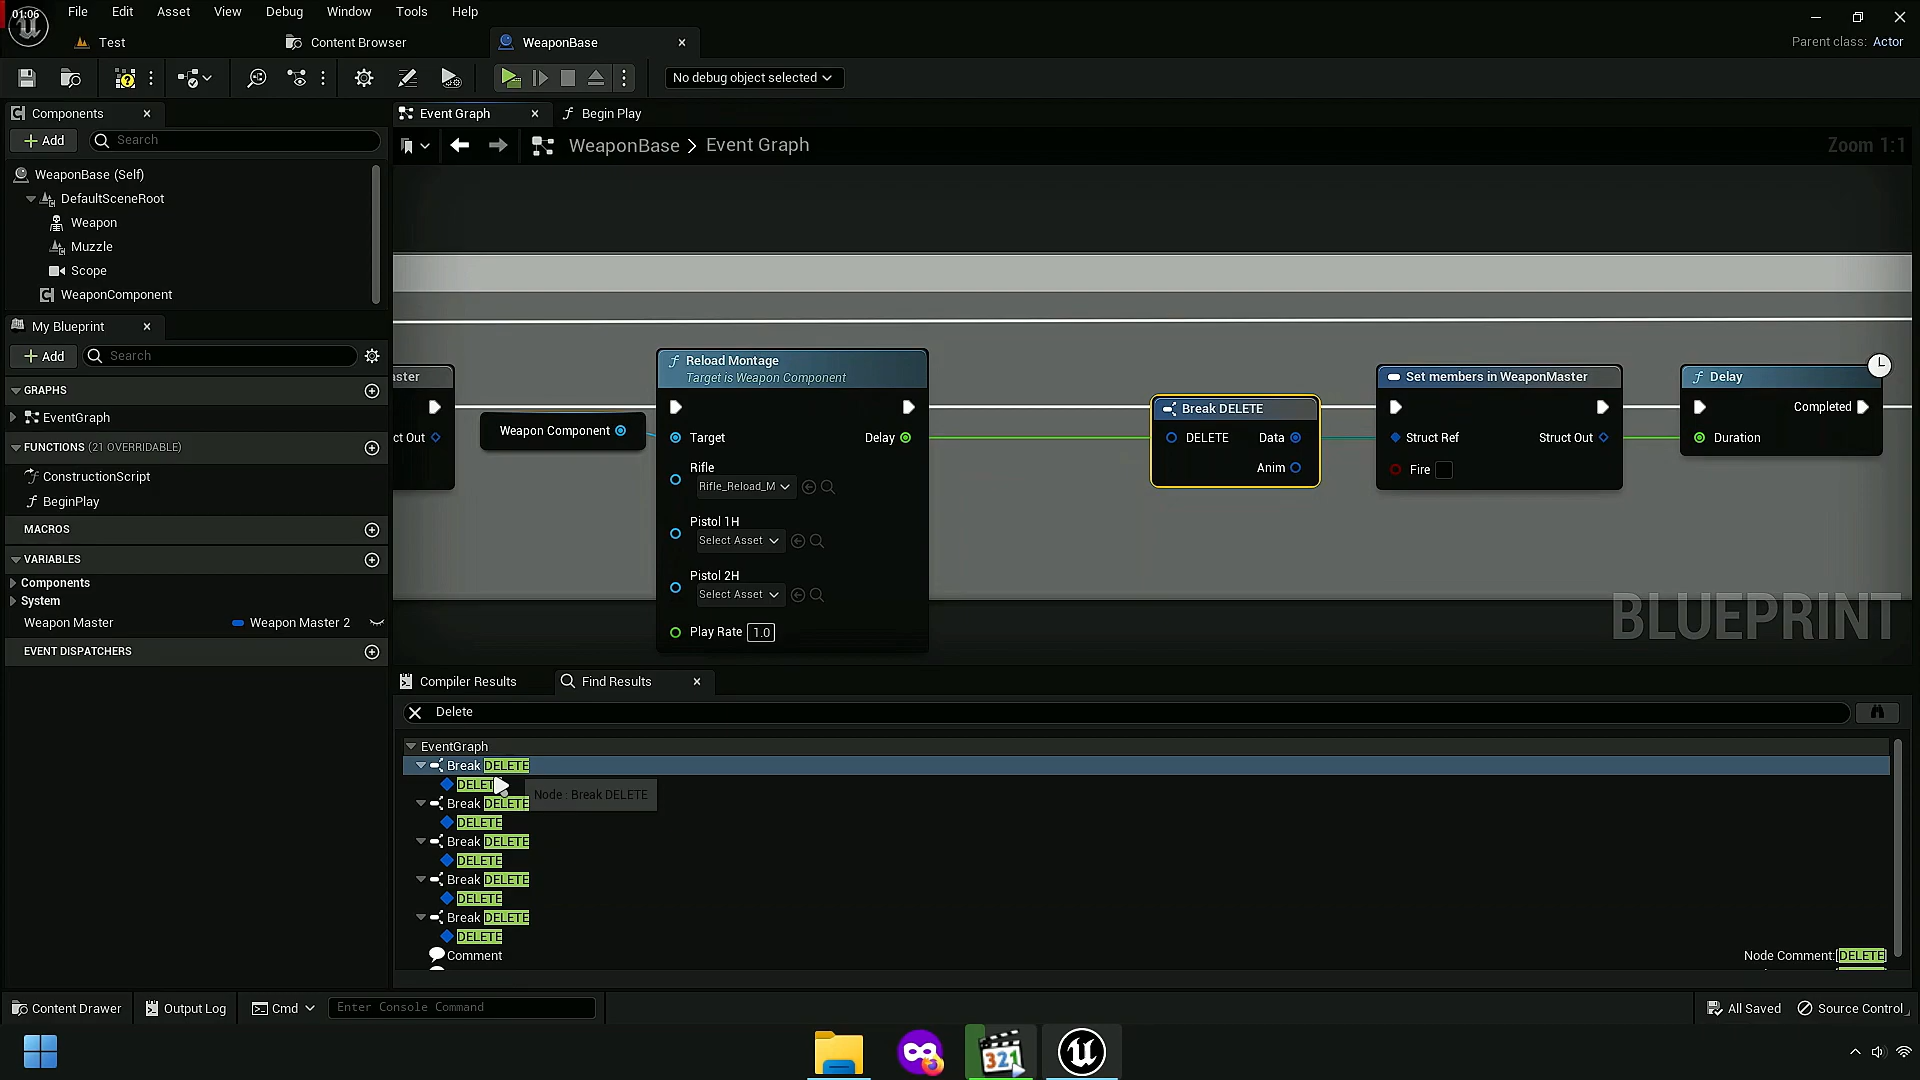 01:06
File Edit Asset View Debug Window Tools Help
Test Content Browser WeaponBase
Parent class: Actor
No debug object selected
Components
Add Search
WeaponBase (Self)
DefaultSceneRoot
Weapon
Muzzle
Scope
WeaponComponent
My Blueprint
Add Search
GRAPHS
EventGraph
FUNCTIONS (21 OVERRIDABLE)
ConstructionScript
BeginPlay
MACROS
VARIABLES
Components
System
Weapon Master Weapon Master 2
EVENT DISPATCHERS
Event Graph Begin Play
WeaponBase > Event Graph
Zoom 1:1
aster
ct Out
Weapon Component
Reload Montage
Target is Weapon Component
Target Delay
Rifle
Rifle_Reload_M
Pistol 1H
Select Asset
Pistol 2H
Select Asset
Play Rate 1.0
Break DELETE
DELETE Data
Anim
Set members in WeaponMaster
Struct Ref Struct Out
Fire
Delay
Completed
Duration
BLUEPRINT
Compiler Results Find Results
Delete
EventGraph
Break DELETE
DELETE
Node : Break DELETE
Break DELETE
DELETE
Break DELETE
DELETE
Break DELETE
DELETE
Break DELETE
DELETE
Comment Node Comment:[DELETE]
Content Drawer Output Log Cmd Enter Console Command All Saved Source Control
321